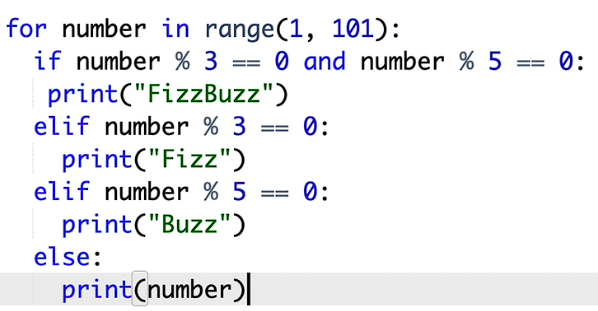 for number in range(1, 101):
  if number % 3 == 0 and number % 5 == 0:
   print("FizzBuzz")
  elif number % 3 == 0:
    print("Fizz")
  elif number % 5 == 0:
    print("Buzz")
  else:
    print(number)